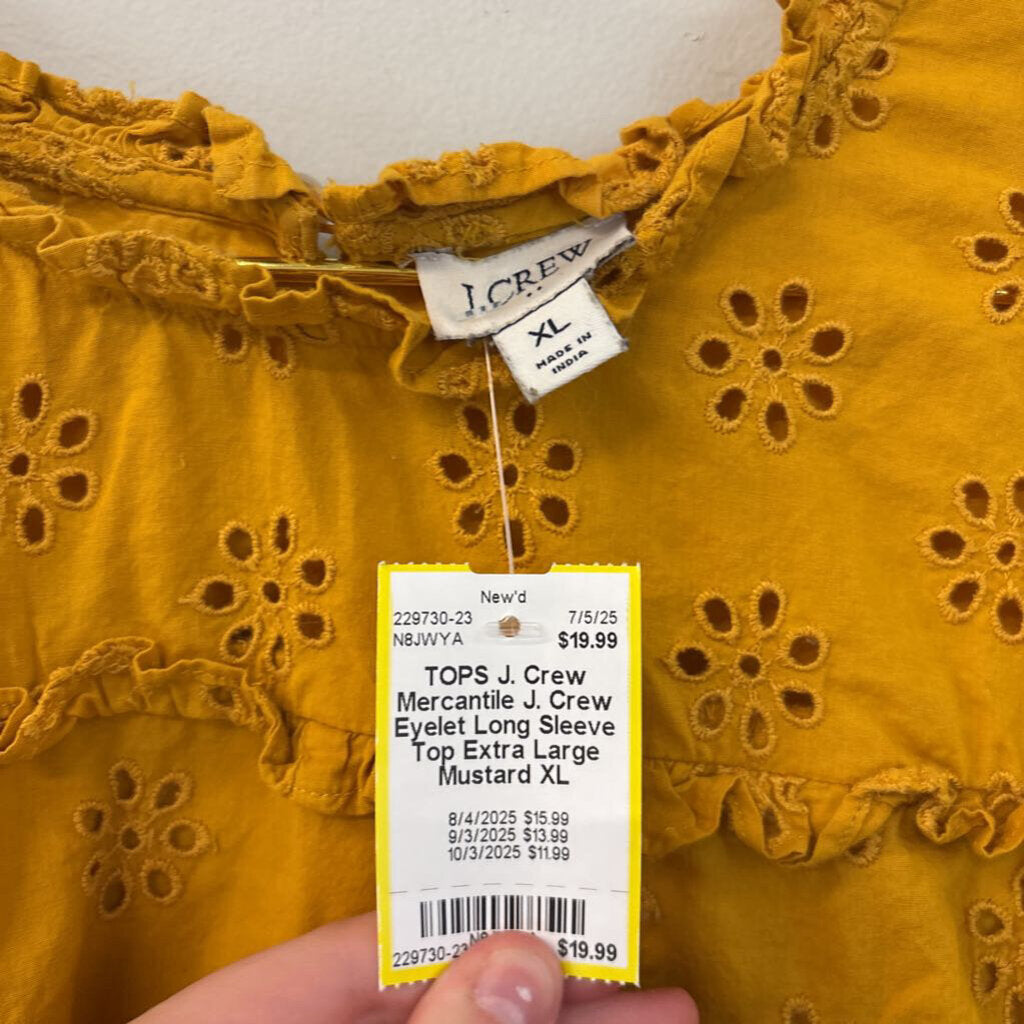 J.CREW
XL
MADE IN
INDIA
New'd
229730-23 7/5/25
N8JWYA $19.99
TOPS J. Crew
Mercantile J. Crew
Eyelet Long Sleeve
Top Extra Large
Mustard XL
8/4/2025 $15.99
9/3/2025 $13.99
10/3/2025 $11.99
229730-23 $19.99